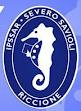 IPSSAR - SEVERO SAVIOLI
RICCIONE